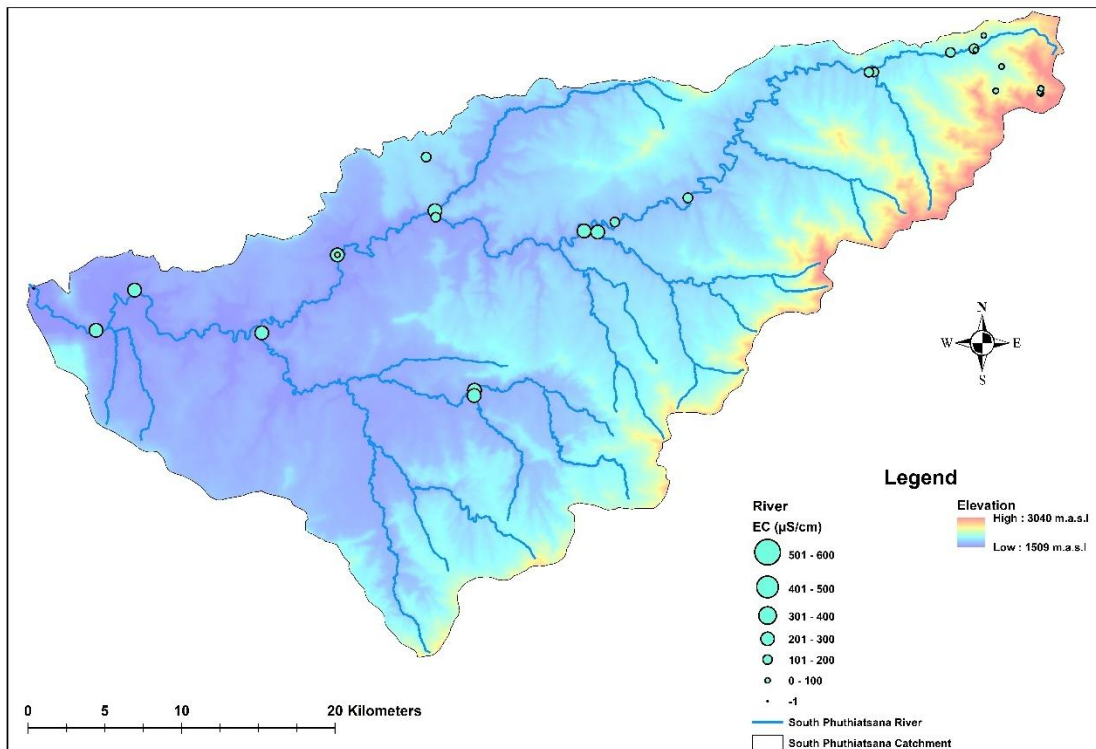 N
W E
S
Legend
River
EC (µS/cm)
501 - 600
401 - 500
301 - 400
201 - 300
101 - 200
0 - 100
-1
South Phuthiatsana River
South Phuthiatsana Catchment
Elevation
High : 3040 m.a.s.l
Low : 1509 m.a.s.l
0 5 10 20 Kilometers